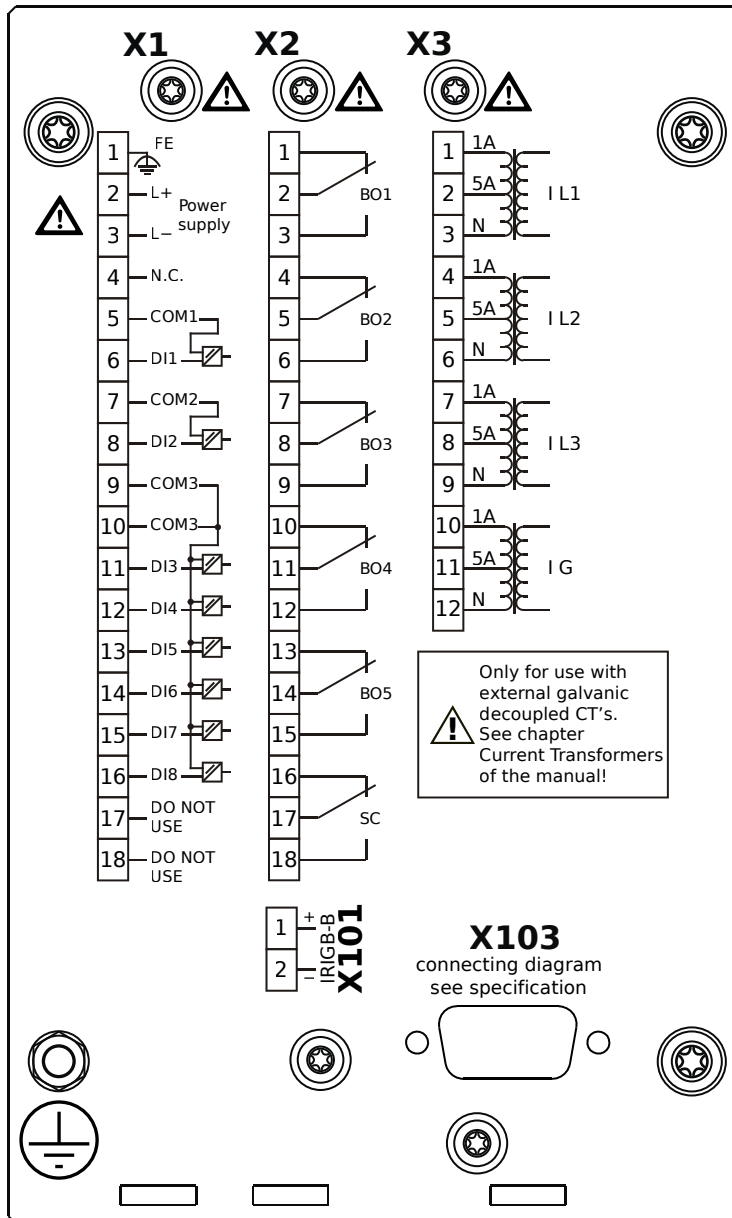 X1 X2 X3
1 FE
2 L+ Power
supply
3 L−
4 N.C.
5 COM1
6 DI1
7 COM2
8 DI2
9 COM3
10 COM3
11 DI3
12 DI4
13 DI5
14 DI6
15 DI7
16 DI8
17 DO NOT
USE
18 DO NOT
USE
1
2 BO1
3
4
5 BO2
6
7
8 BO3
9
10
11 BO4
12
13
14 BO5
15
16
17 SC
18
1 1A
2 5A I L1
3 N
4 1A
5 5A I L2
6 N
7 1A
8 5A I L3
9 N
10 1A
11 5A I G
12 N
Only for use with
external galvanic
decoupled CT's.
See chapter
Current Transformers
of the manual!
1 +
2 −
IRIGB-B
X101
X103
connecting diagram
see specification